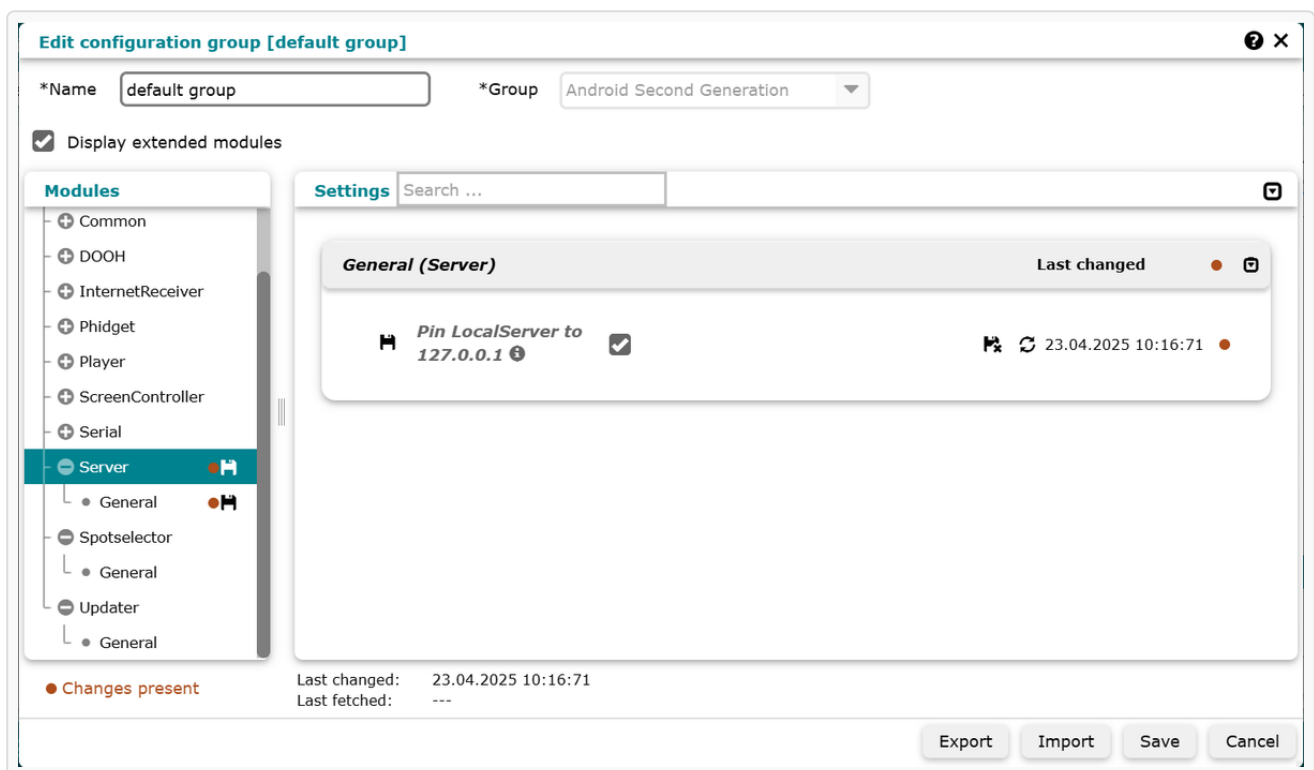 Edit configuration group [default group]
*Name default group *Group Android Second Generation
Display extended modules
Modules
Common
DOOH
InternetReceiver
Phidget
Player
ScreenController
Serial
Server
General
Spotselector
General
Updater
General
Settings Search ...
General (Server) Last changed
Pin LocalServer to
127.0.0.1
23.04.2025 10:16:71
Changes present
Last changed: 23.04.2025 10:16:71
Last fetched: ---
Export Import Save Cancel